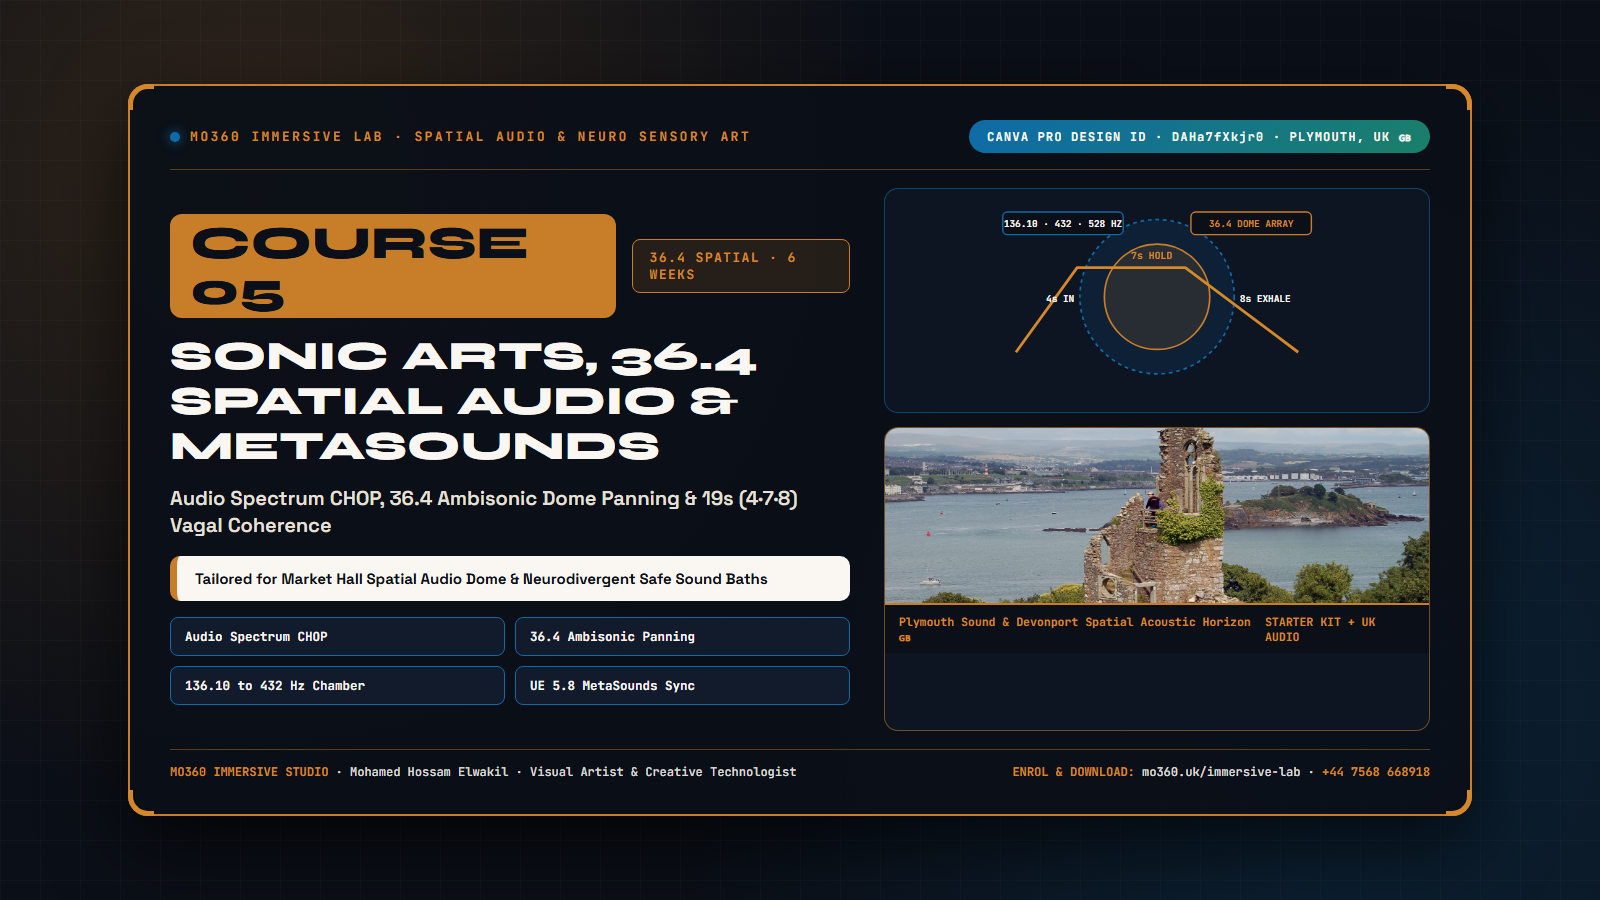 MO360 IMMERSIVE LAB · SPATIAL AUDIO & NEURO SENSORY ART
CANVA PRO DESIGN ID · DAHa7fXkjr0 · PLYMOUTH, UK GB
COURSE
05
36.4 SPATIAL · 6
WEEKS
SONIC ARTS, 36.4
SPATIAL AUDIO &
METASOUNDS
Audio Spectrum CHOP, 36.4 Ambisonic Dome Panning & 19s (4·7·8)
Vagal Coherence
Tailored for Market Hall Spatial Audio Dome & Neurodivergent Safe Sound Baths
Audio Spectrum CHOP
36.4 Ambisonic Panning
136.10 to 432 Hz Chamber
UE 5.8 MetaSounds Sync
136.10 · 432 · 528 HZ
36.4 DOME ARRAY
7s HOLD
4s IN
8s EXHALE
Plymouth Sound & Devonport Spatial Acoustic Horizon
GB
STARTER KIT + UK
AUDIO
MO360 IMMERSIVE STUDIO · Mohamed Hossam Elwakil · Visual Artist & Creative Technologist
ENROL & DOWNLOAD: mo360.uk/immersive-lab · +44 7568 668918